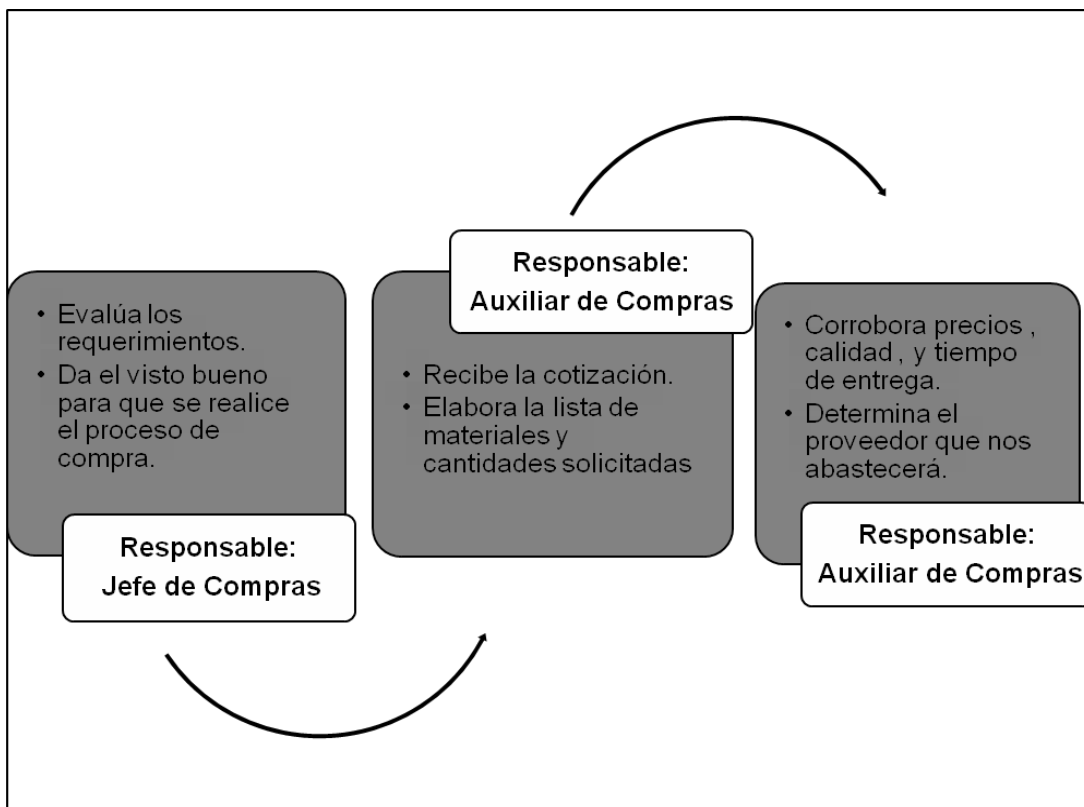 • Evalúa los
requerimientos.
• Da el visto bueno
para que se realice
el proceso de
compra.
Responsable:
Jefe de Compras
Responsable:
Auxiliar de Compras
• Recibe la cotización.
• Elabora la lista de
materiales y
cantidades solicitadas
• Corrobora precios ,
calidad , y tiempo
de entrega.
• Determina el
proveedor que nos
abastecerá.
Responsable:
Auxiliar de Compras